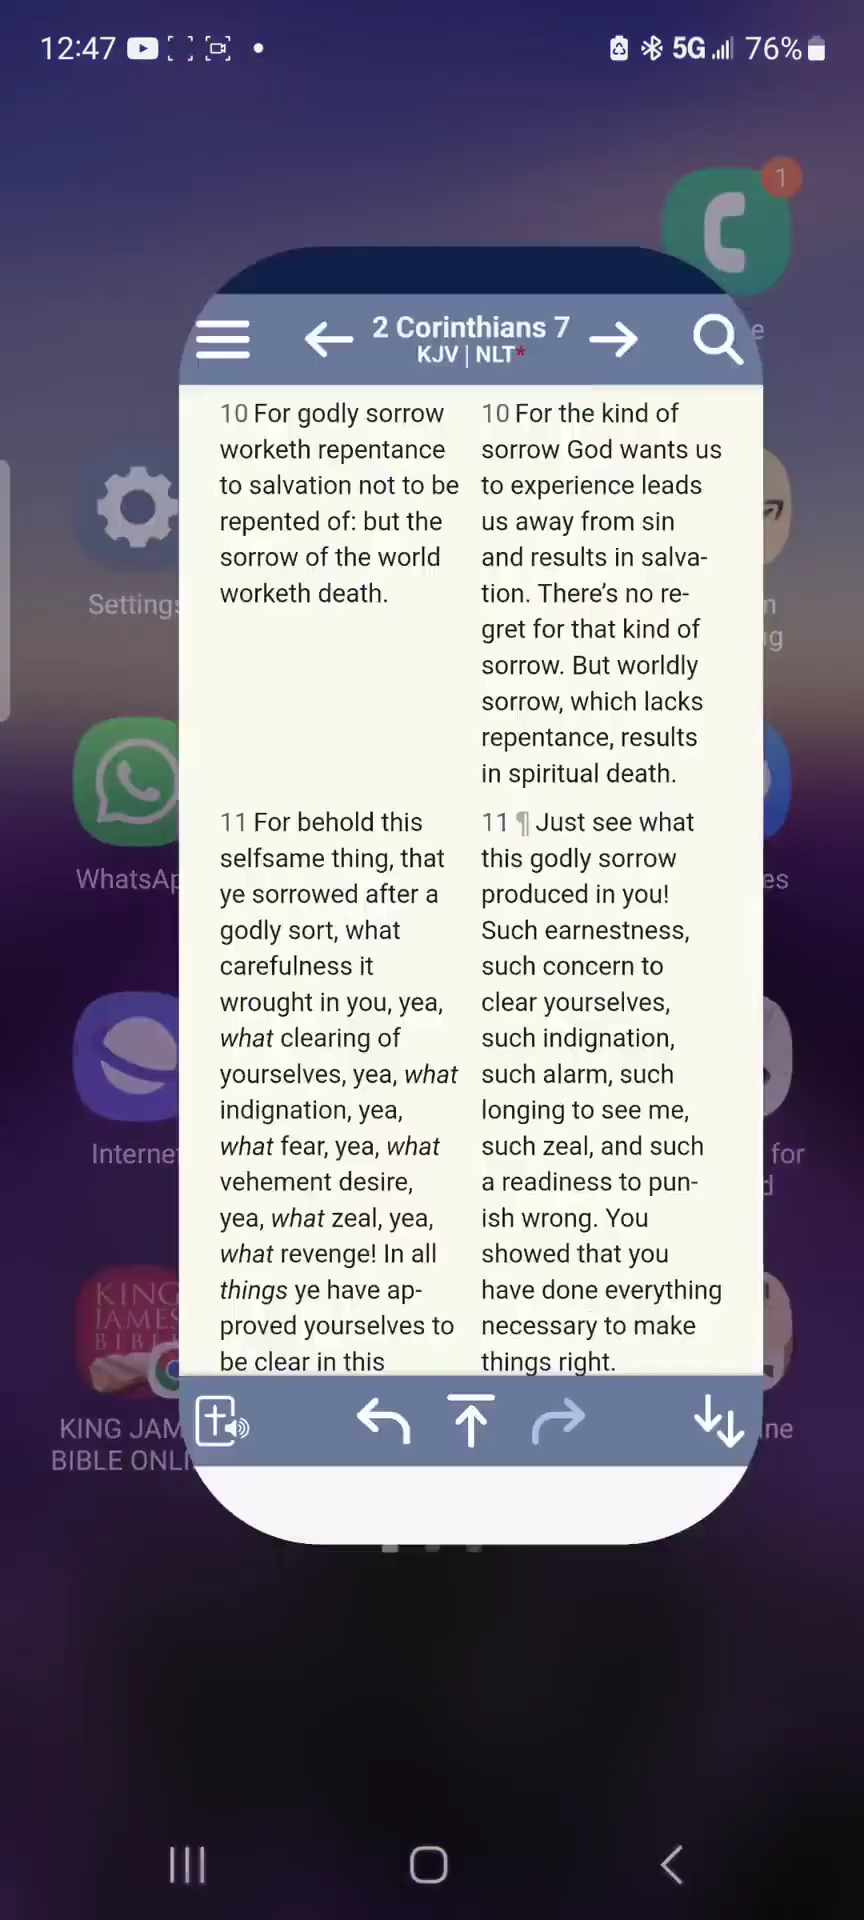 12:47
5G 76%
1
2 Corinthians 7
KJV | NLT*
e
10 For godly sorrow
worketh repentance
to salvation not to be
repented of: but the
sorrow of the world
worketh death.
10 For the kind of
sorrow God wants us
to experience leads
us away from sin
and results in salva-
tion. There's no re-
gret for that kind of
sorrow. But worldly
sorrow, which lacks
repentance, results
in spiritual death.
11 For behold this
selfsame thing, that
ye sorrowed after a
godly sort, what
carefulness it
wrought in you, yea,
what clearing of
yourselves, yea, what
indignation, yea,
what fear, yea, what
vehement desire,
yea, what zeal, yea,
what revenge! In all
things ye have ap-
proved yourselves to
be clear in this
11 ¶ Just see what
this godly sorrow
produced in you!
Such earnestness,
such concern to
clear yourselves,
such indignation,
such alarm, such
longing to see me,
such zeal, and such
a readiness to pun-
ish wrong. You
showed that you
have done everything
necessary to make
things right.
Settings
WhatsAp
Interne
KING
JAMES
BIBL
KING JAM
BIBLE ONLI
n
g
es
for
d
ne